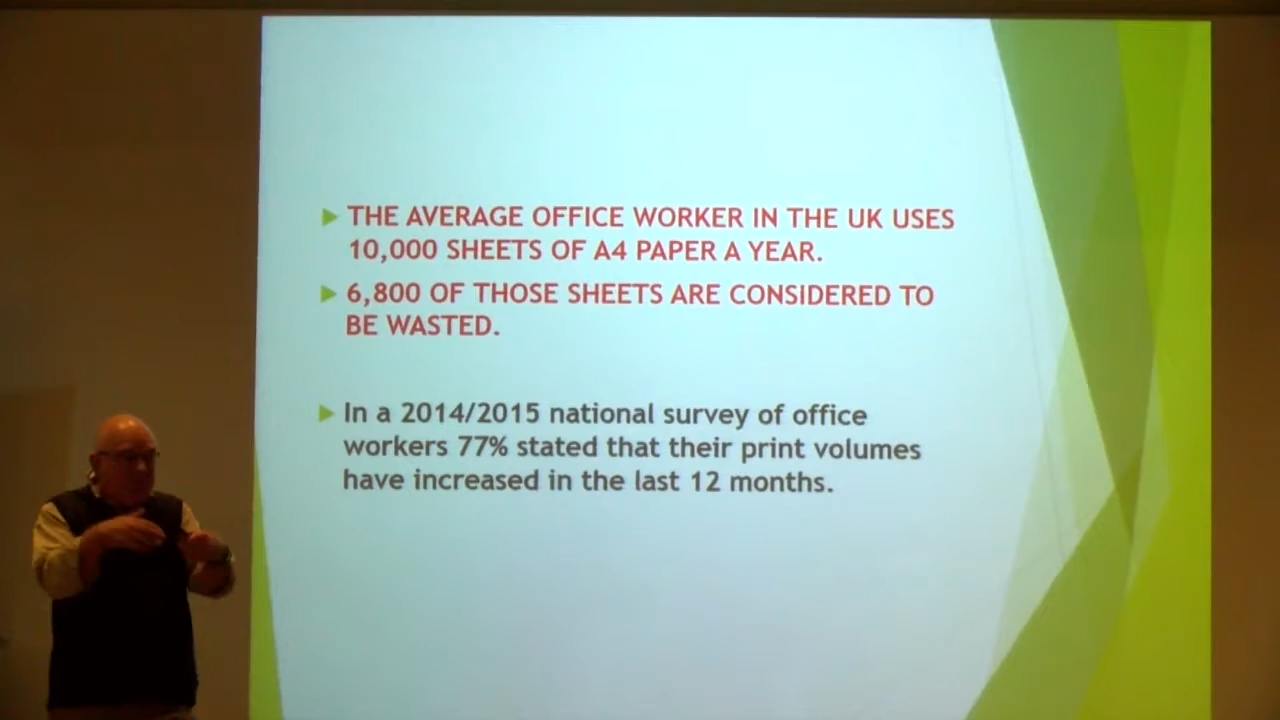 THE AVERAGE OFFICE WORKER IN THE UK USES
10,000 SHEETS OF A4 PAPER A YEAR.
6,800 OF THOSE SHEETS ARE CONSIDERED TO
BE WASTED.
In a 2014/2015 national survey of office
workers 77% stated that their print volumes
have increased in the last 12 months.